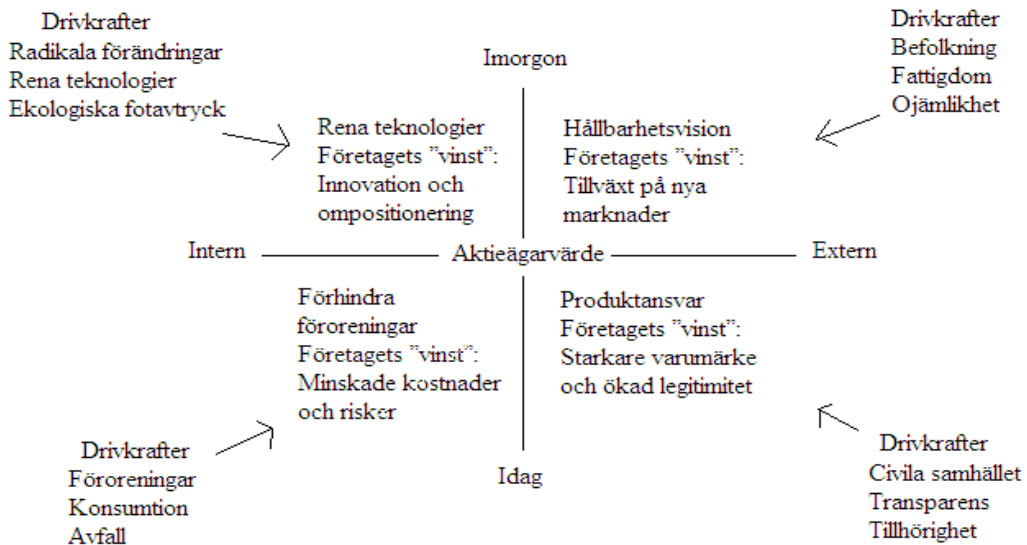 Drivkrafter
Radikala förändringar
Rena teknologier
Ekologiska fotavtryck
Imorgon
Drivkrafter
Befolkning
Fattigdom
Ojämlikhet
Rena teknologier
Företagets ”vinst”:
Innovation och
ompositionering
Hållbarhetsvision
Företagets ”vinst”:
Tillväxt på nya
marknader
Intern
Aktieägarvärde
Extern
Förhindra
föroreningar
Företagets ”vinst”:
Minskade kostnader
och risker
Produktansvar
Företagets ”vinst”:
Starkare varumärke
och ökad legitimitet
Drivkrafter
Föroreningar
Konsumtion
Avfall
Idag
Drivkrafter
Civila samhället
Transparens
Tillhörighet